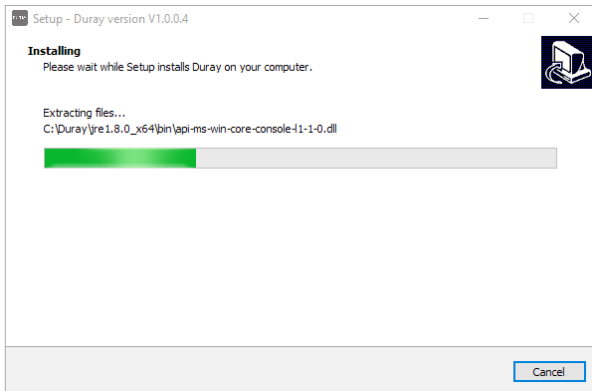 Setup - Duray version V1.0.0.4
Installing
Please wait while Setup installs Duray on your computer.
Extracting files...
C:\Duray\jre1.8.0_x64\bin\api-ms-win-core-console-l1-1-0.dll
Cancel